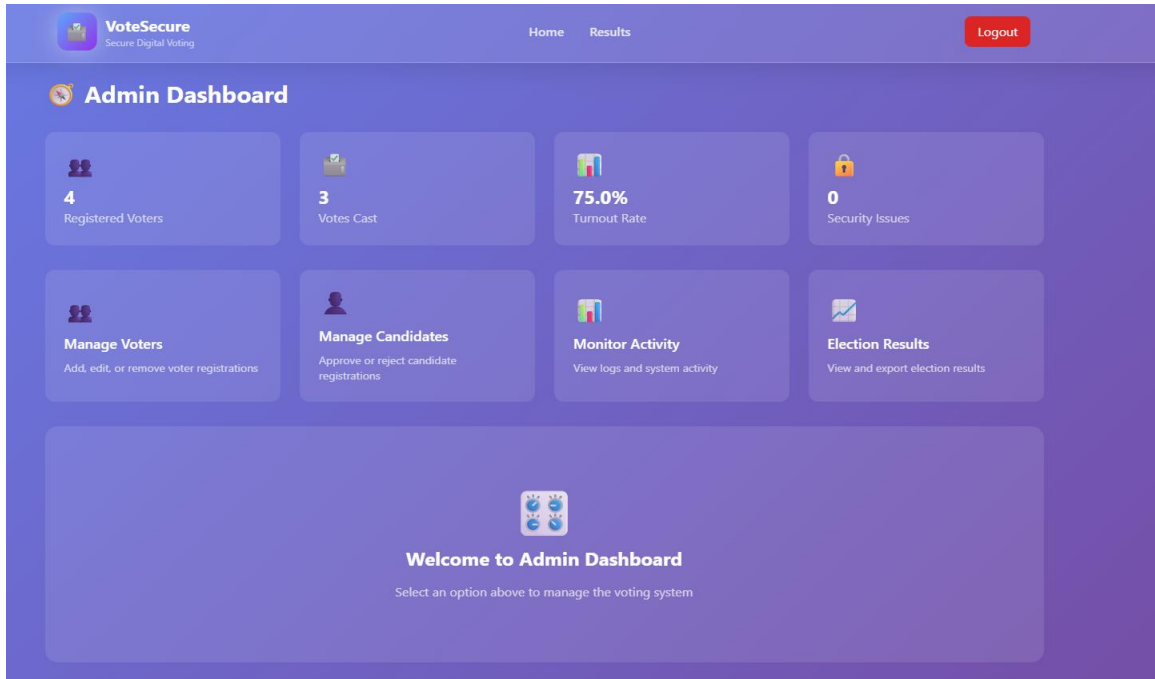 VoteSecure
Secure Digital Voting
Home
Results
Logout
Admin Dashboard
4
Registered Voters
3
Votes Cast
75.0%
Turnout Rate
0
Security Issues
Manage Voters
Add, edit, or remove voter registrations
Manage Candidates
Approve or reject candidate
registrations
Monitor Activity
View logs and system activity
Election Results
View and export election results
Welcome to Admin Dashboard
Select an option above to manage the voting system